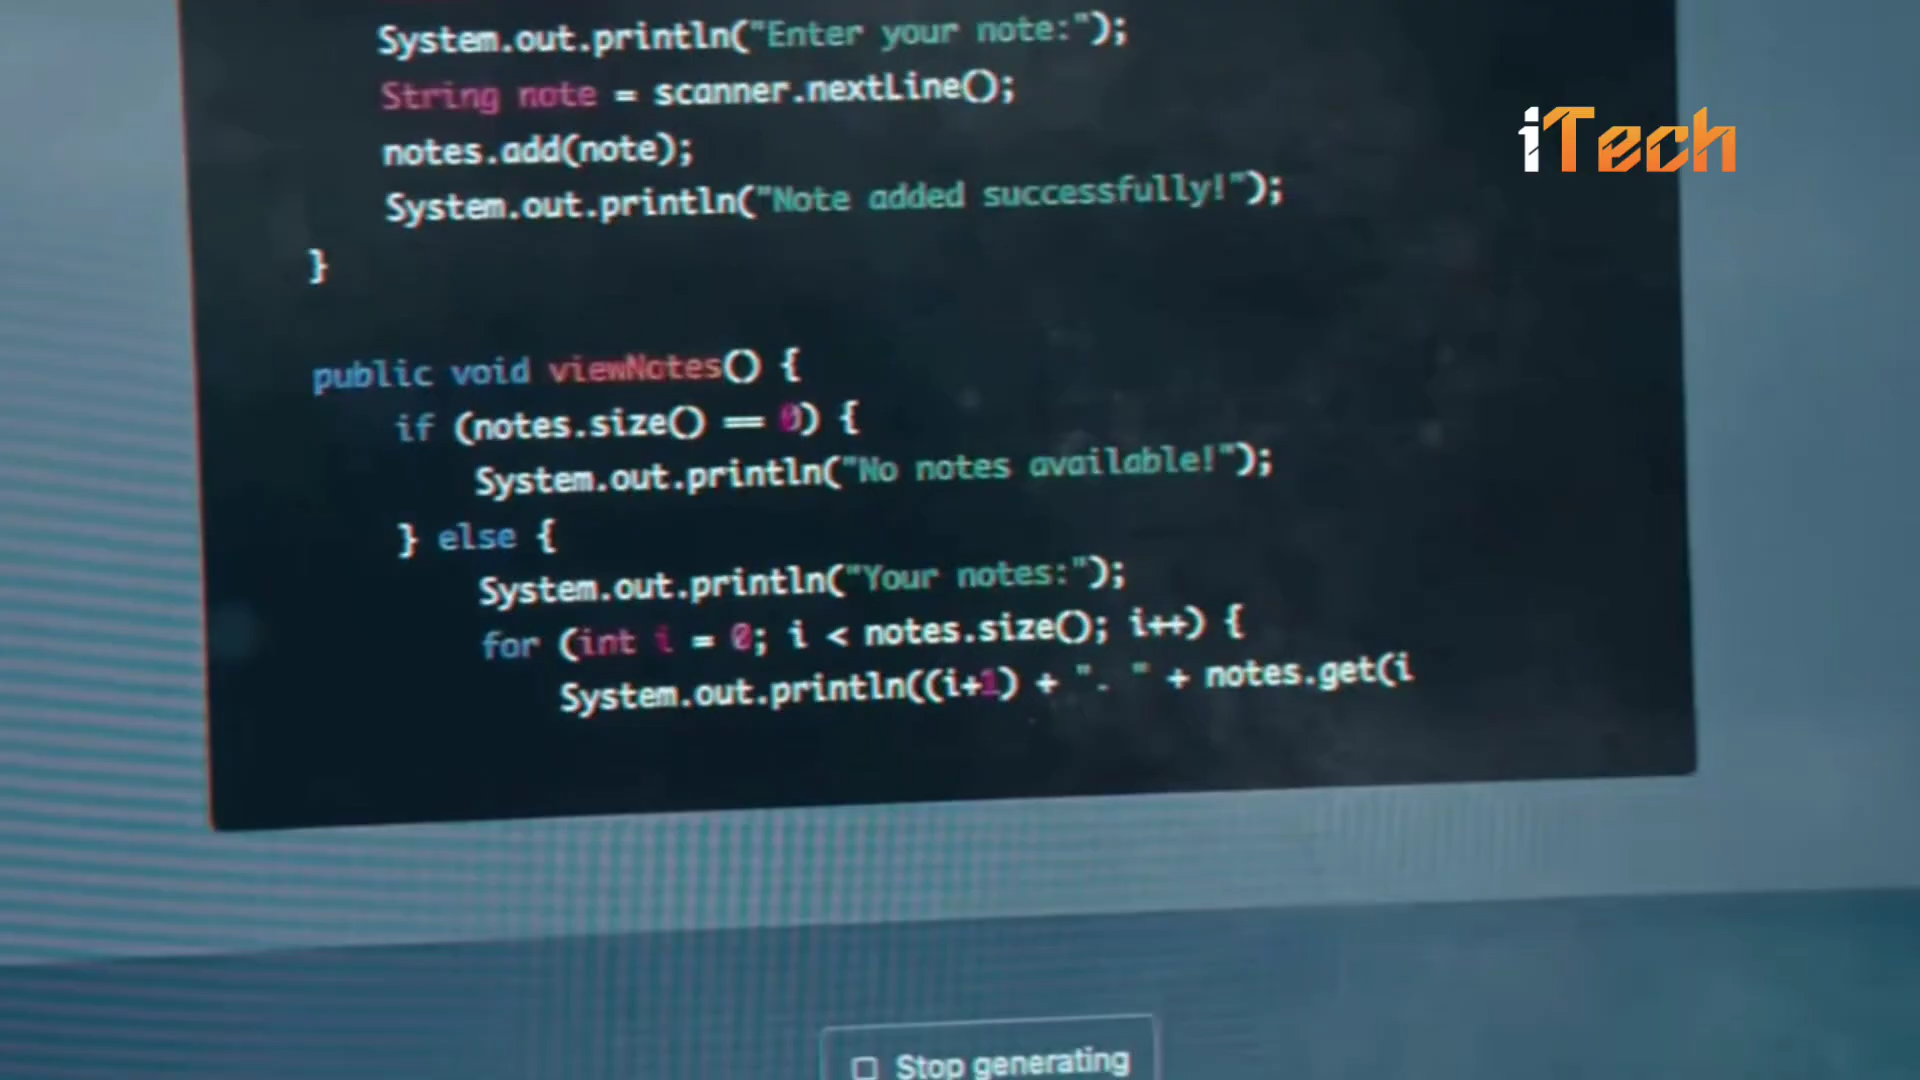 System.out.println("Enter your note:");
String note = scanner.nextLine();
iTech
notes.add(note);
System.out.println("Note added successfully!");
}
public void viewNotes() {
if (notes.size() == 0) {
System.out.println("No notes available!");
} else {
System.out.println("Your notes:");
for (int i = 0; i < notes.size(); i++) {
System.out.println((i+1) + ". " + notes.get(i
Stop generating